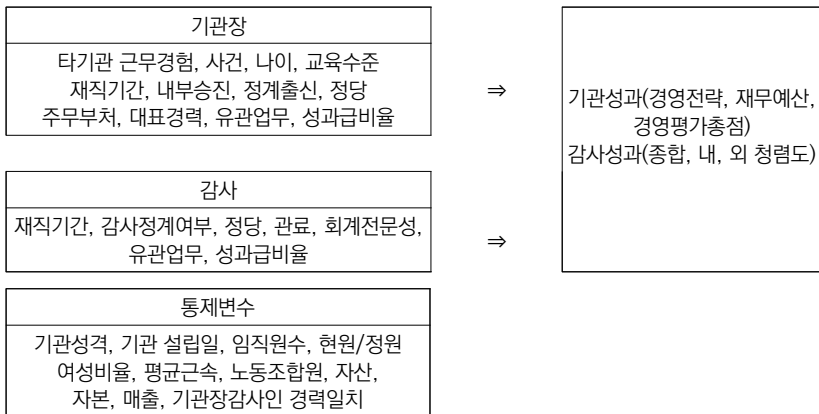 기관장
타기관 근무경험, 사건, 나이, 교육수준
재직기간, 내부승진, 정계출신, 정당
주무부처, 대표경력, 유관업무, 성과급비율
⇒
기관성과(경영전략, 재무예산,
경영평가총점)
감사성과(종합, 내, 외 청렴도)
감사
재직기간, 감사정계여부, 정당, 관료, 회계전문성,
유관업무, 성과급비율
⇒
통제변수
기관성격, 기관 설립일, 임직원수, 현원/정원
여성비율, 평균근속, 노동조합원, 자산,
자본, 매출, 기관장감사인 경력일치